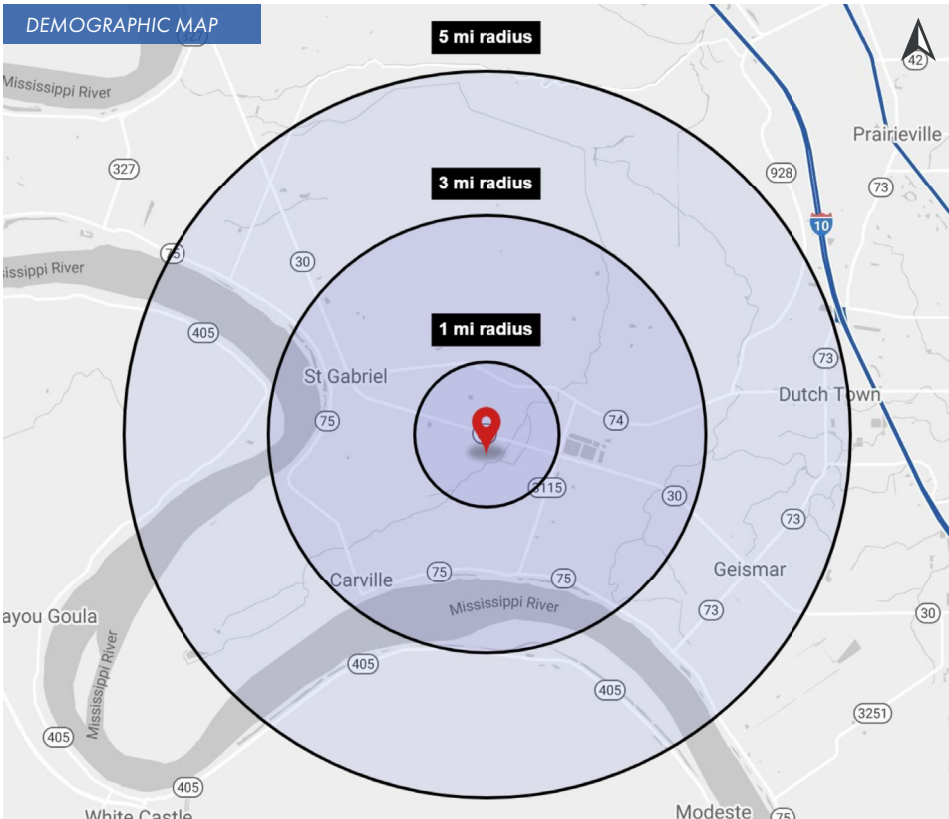 DEMOGRAPHIC MAP
5 mi radius
327
42
Mississippi River
Prairieville
327
928
73
3 mi radius
10
75
30
issippi River
1 mi radius
405
73
St Gabriel
Dutch Town
75
74
3115
30
73
Carville
75
75
Geismar
Mississippi River
73
30
ayou Goula
Mississippi River
405
405
3251
405
405
White Castle
Modeste
75